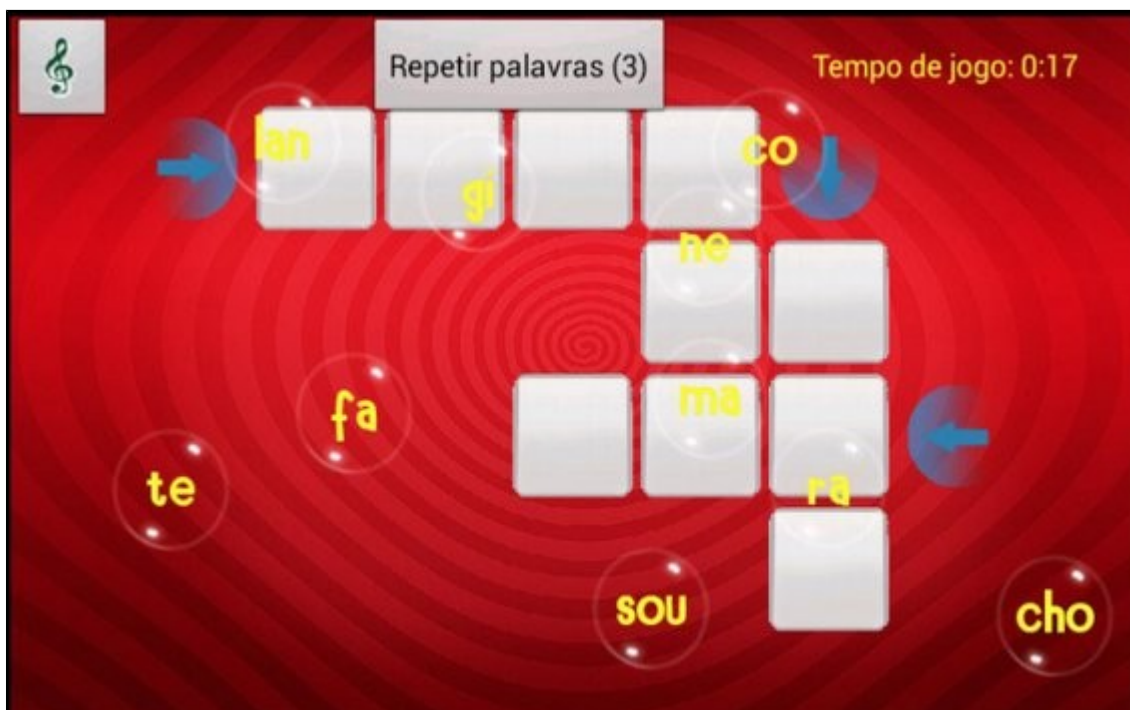 Repetir palavras (3)
Tempo de jogo: 0:17
lan
co
gi
ne
fa
ma
te
ra
sou
cho